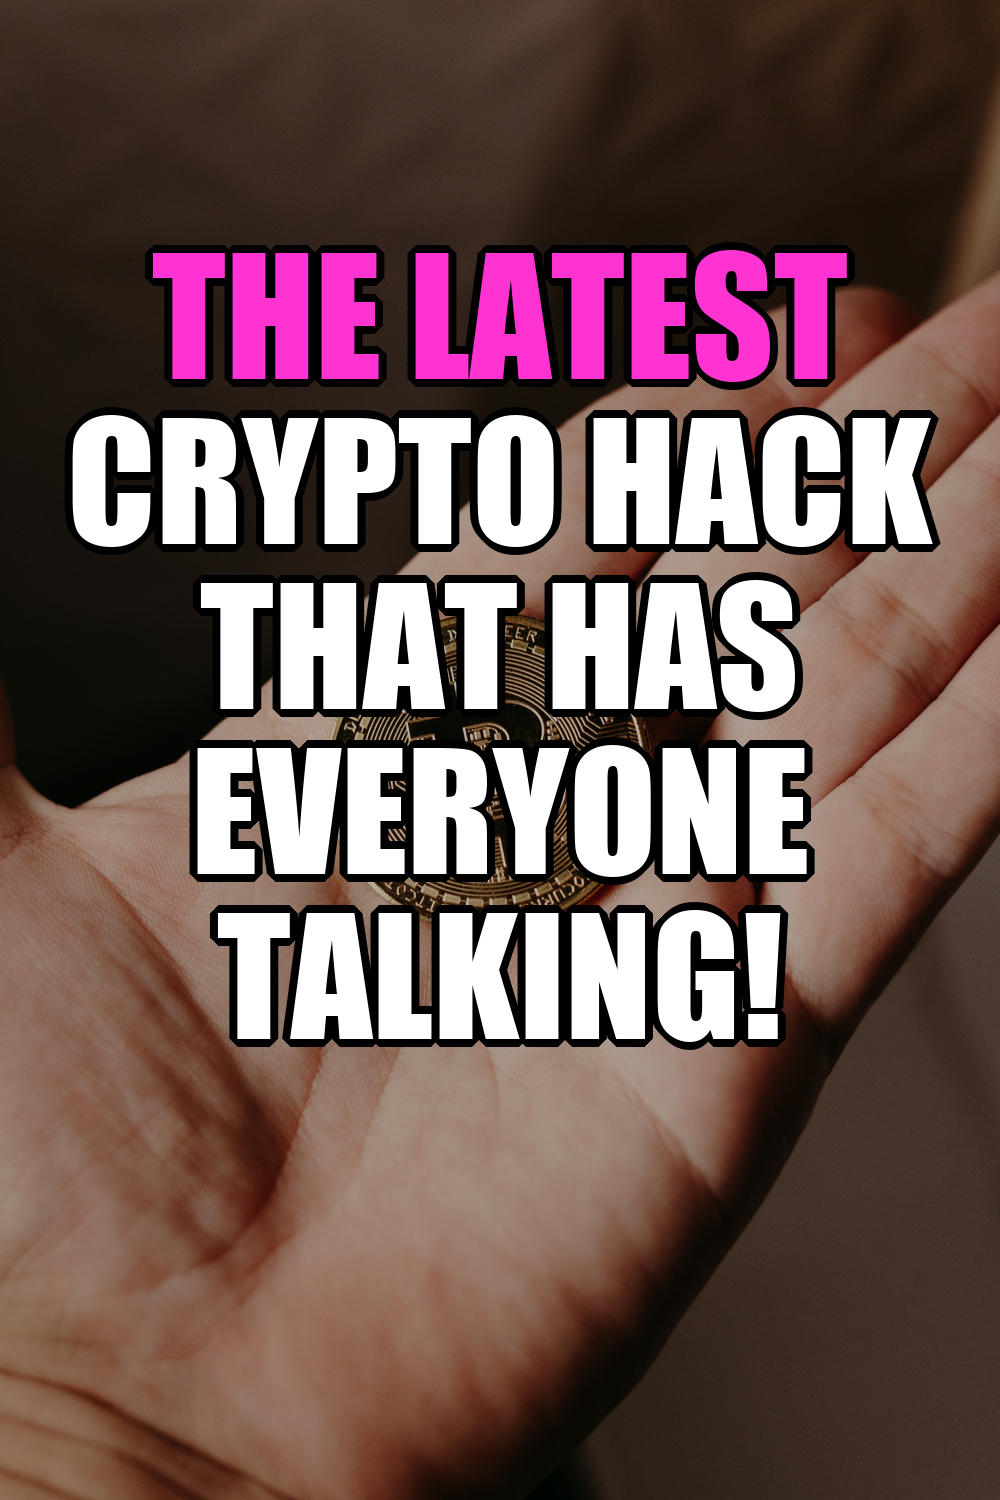 THE LATEST
CRYPTO HACK
THAT HAS
EVERYONE
TALKING!